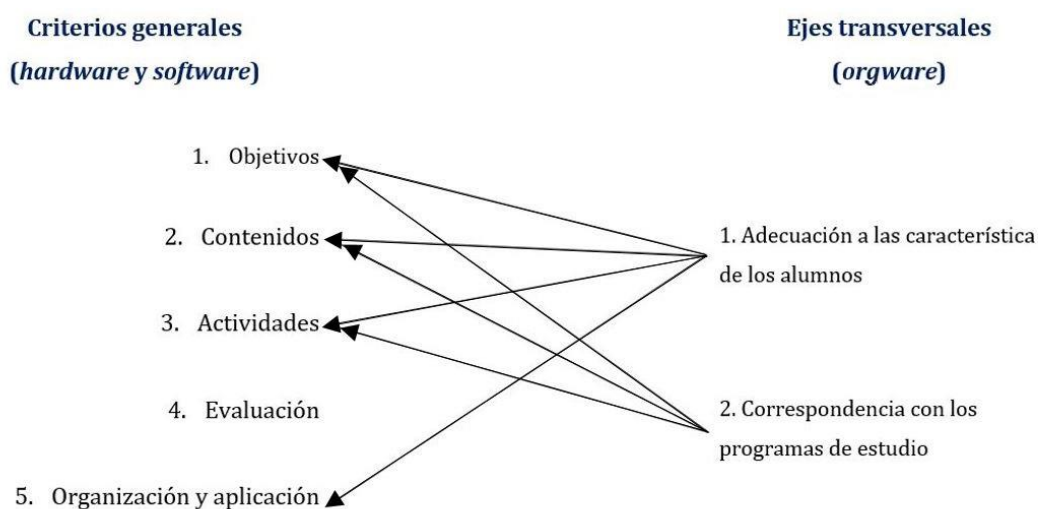 Criterios generales
(hardware y software)
Ejes transversales
(orgware)
1. Objetivos
2. Contenidos
3. Actividades
4. Evaluación
5. Organización y aplicación
1. Adecuación a las característica
de los alumnos
2. Correspondencia con los
programas de estudio